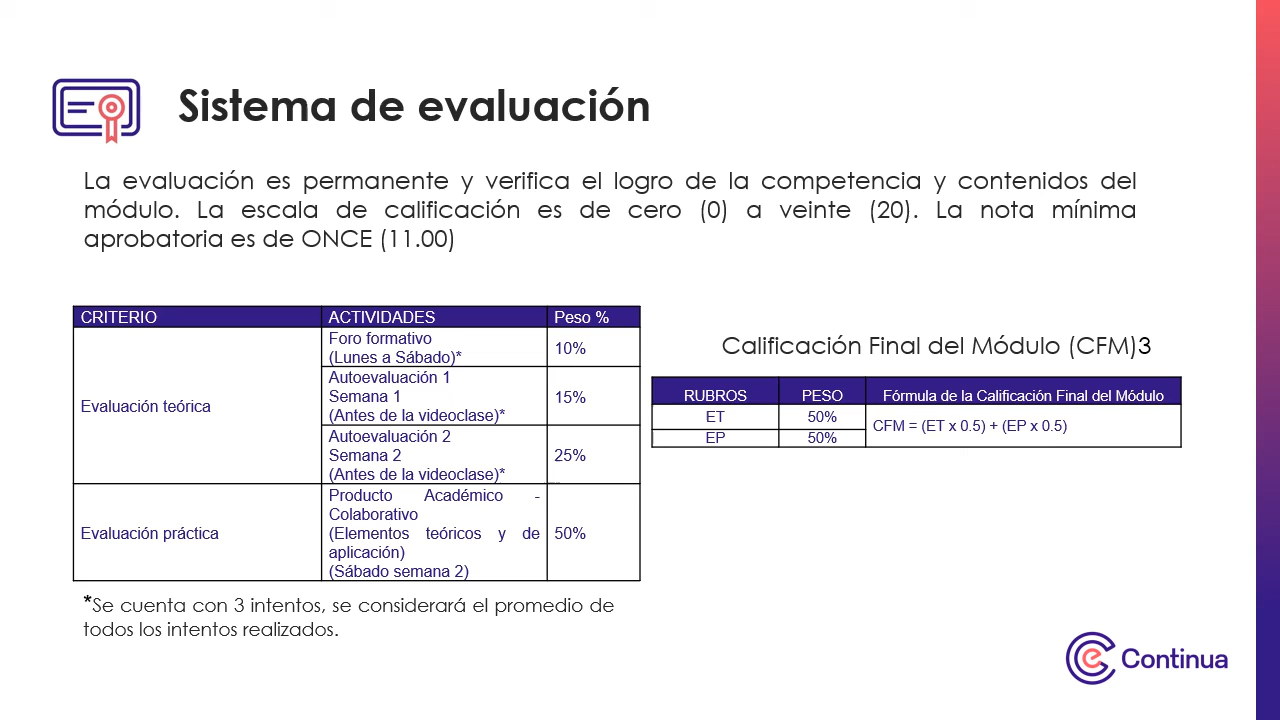 Sistema de evaluación
La evaluación es permanente y verifica el logro de la competencia y contenidos del
módulo. La escala de calificación es de cero (0) a veinte (20). La nota mínima
aprobatoria es de ONCE (11.00)
CRITERIO ACTIVIDADES Peso %
Evaluación teórica
Foro formativo
(Lunes a Sábado)*
10%
Autoevaluación 1
Semana 1
(Antes de la videoclase)*
15%
Autoevaluación 2
Semana 2
(Antes de la videoclase)*
25%
Evaluación práctica
Producto Académico -
Colaborativo
(Elementos teóricos y de
aplicación)
(Sábado semana 2)
50%
*Se cuenta con 3 intentos, se considerará el promedio de
todos los intentos realizados.
Calificación Final del Módulo (CFM)3
RUBROS PESO Fórmula de la Calificación Final del Módulo
ET 50%
EP 50%
CFM = (ET x 0.5) + (EP x 0.5)
Continua